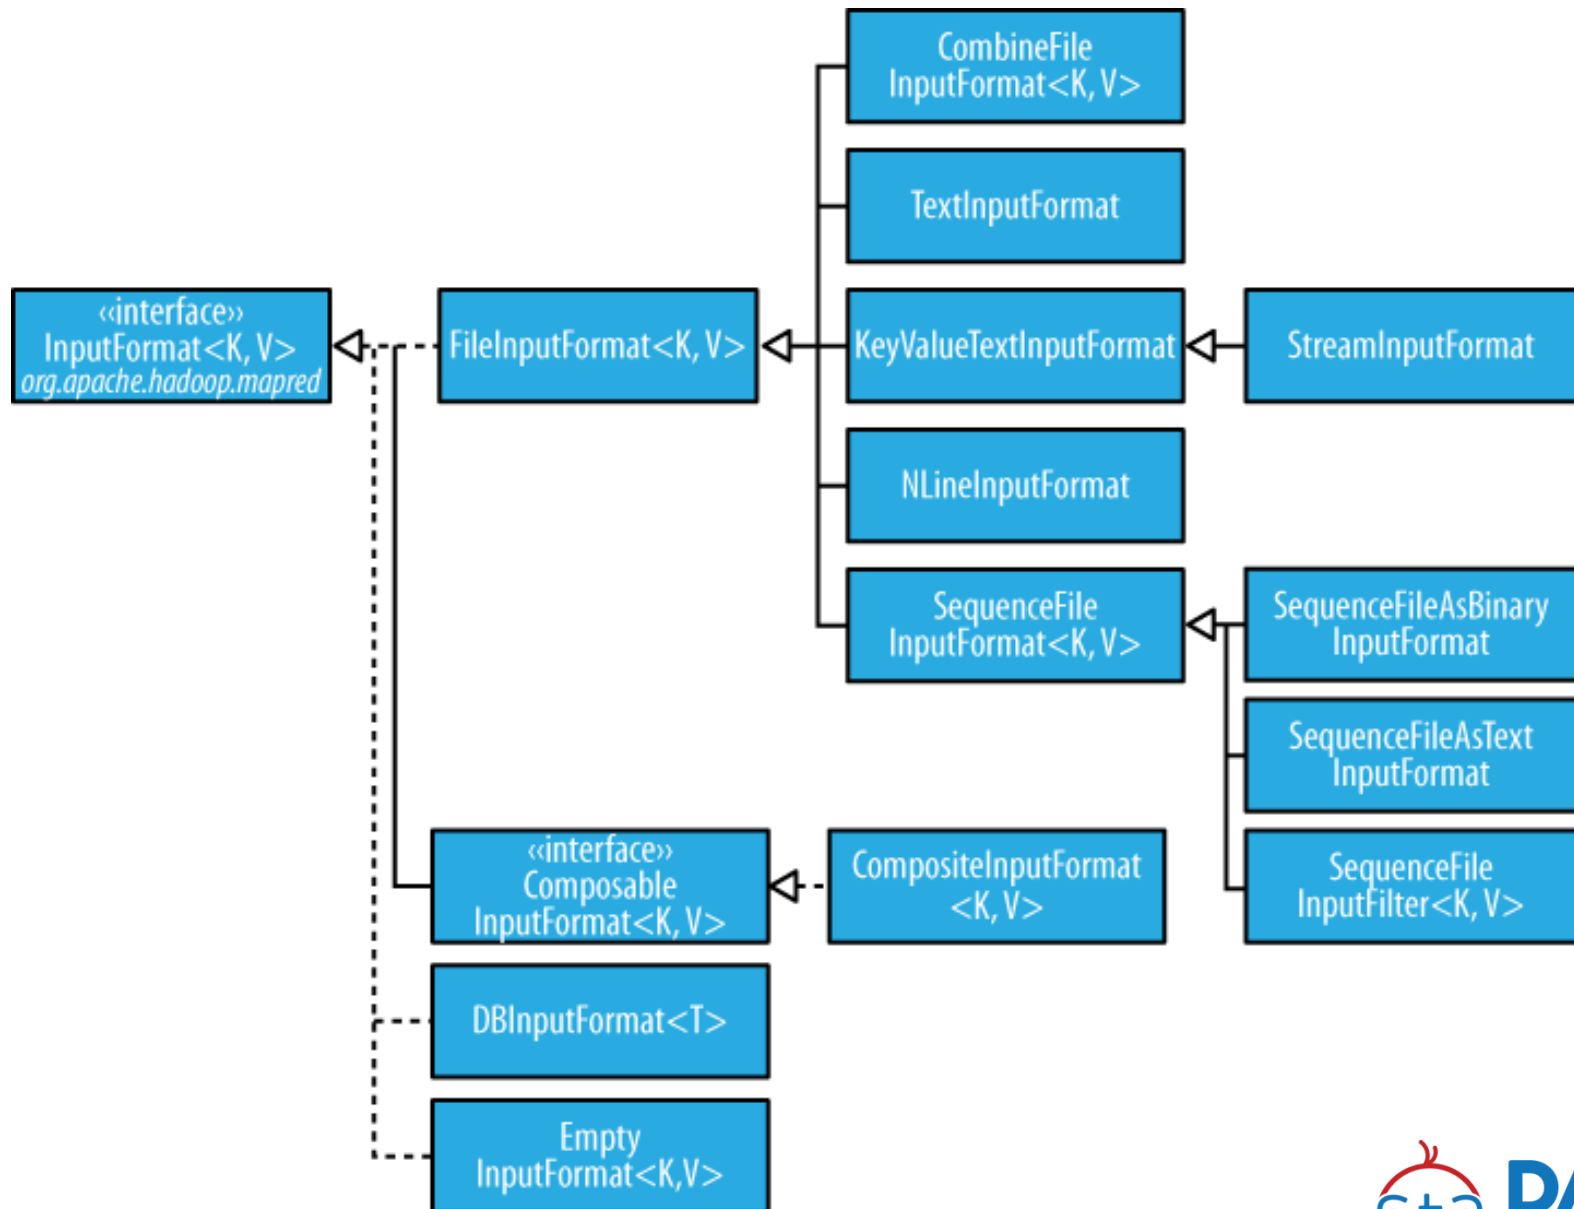 CombineFile
InputFormat<K, V>
TextInputFormat
«interface»
InputFormat<K, V>
org.apache.hadoop.mapred
FileInputFormat<K, V>
KeyValueTextInputFormat
StreamInputFormat
NLineInputFormat
SequenceFile
InputFormat<K, V>
SequenceFileAsBinary
InputFormat
SequenceFileAsText
InputFormat
«interface»
Composable
InputFormat<K, V>
CompositeInputFormat
<K, V>
SequenceFile
InputFilter<K, V>
DBInputFormat<T>
Empty
InputFormat<K,V>